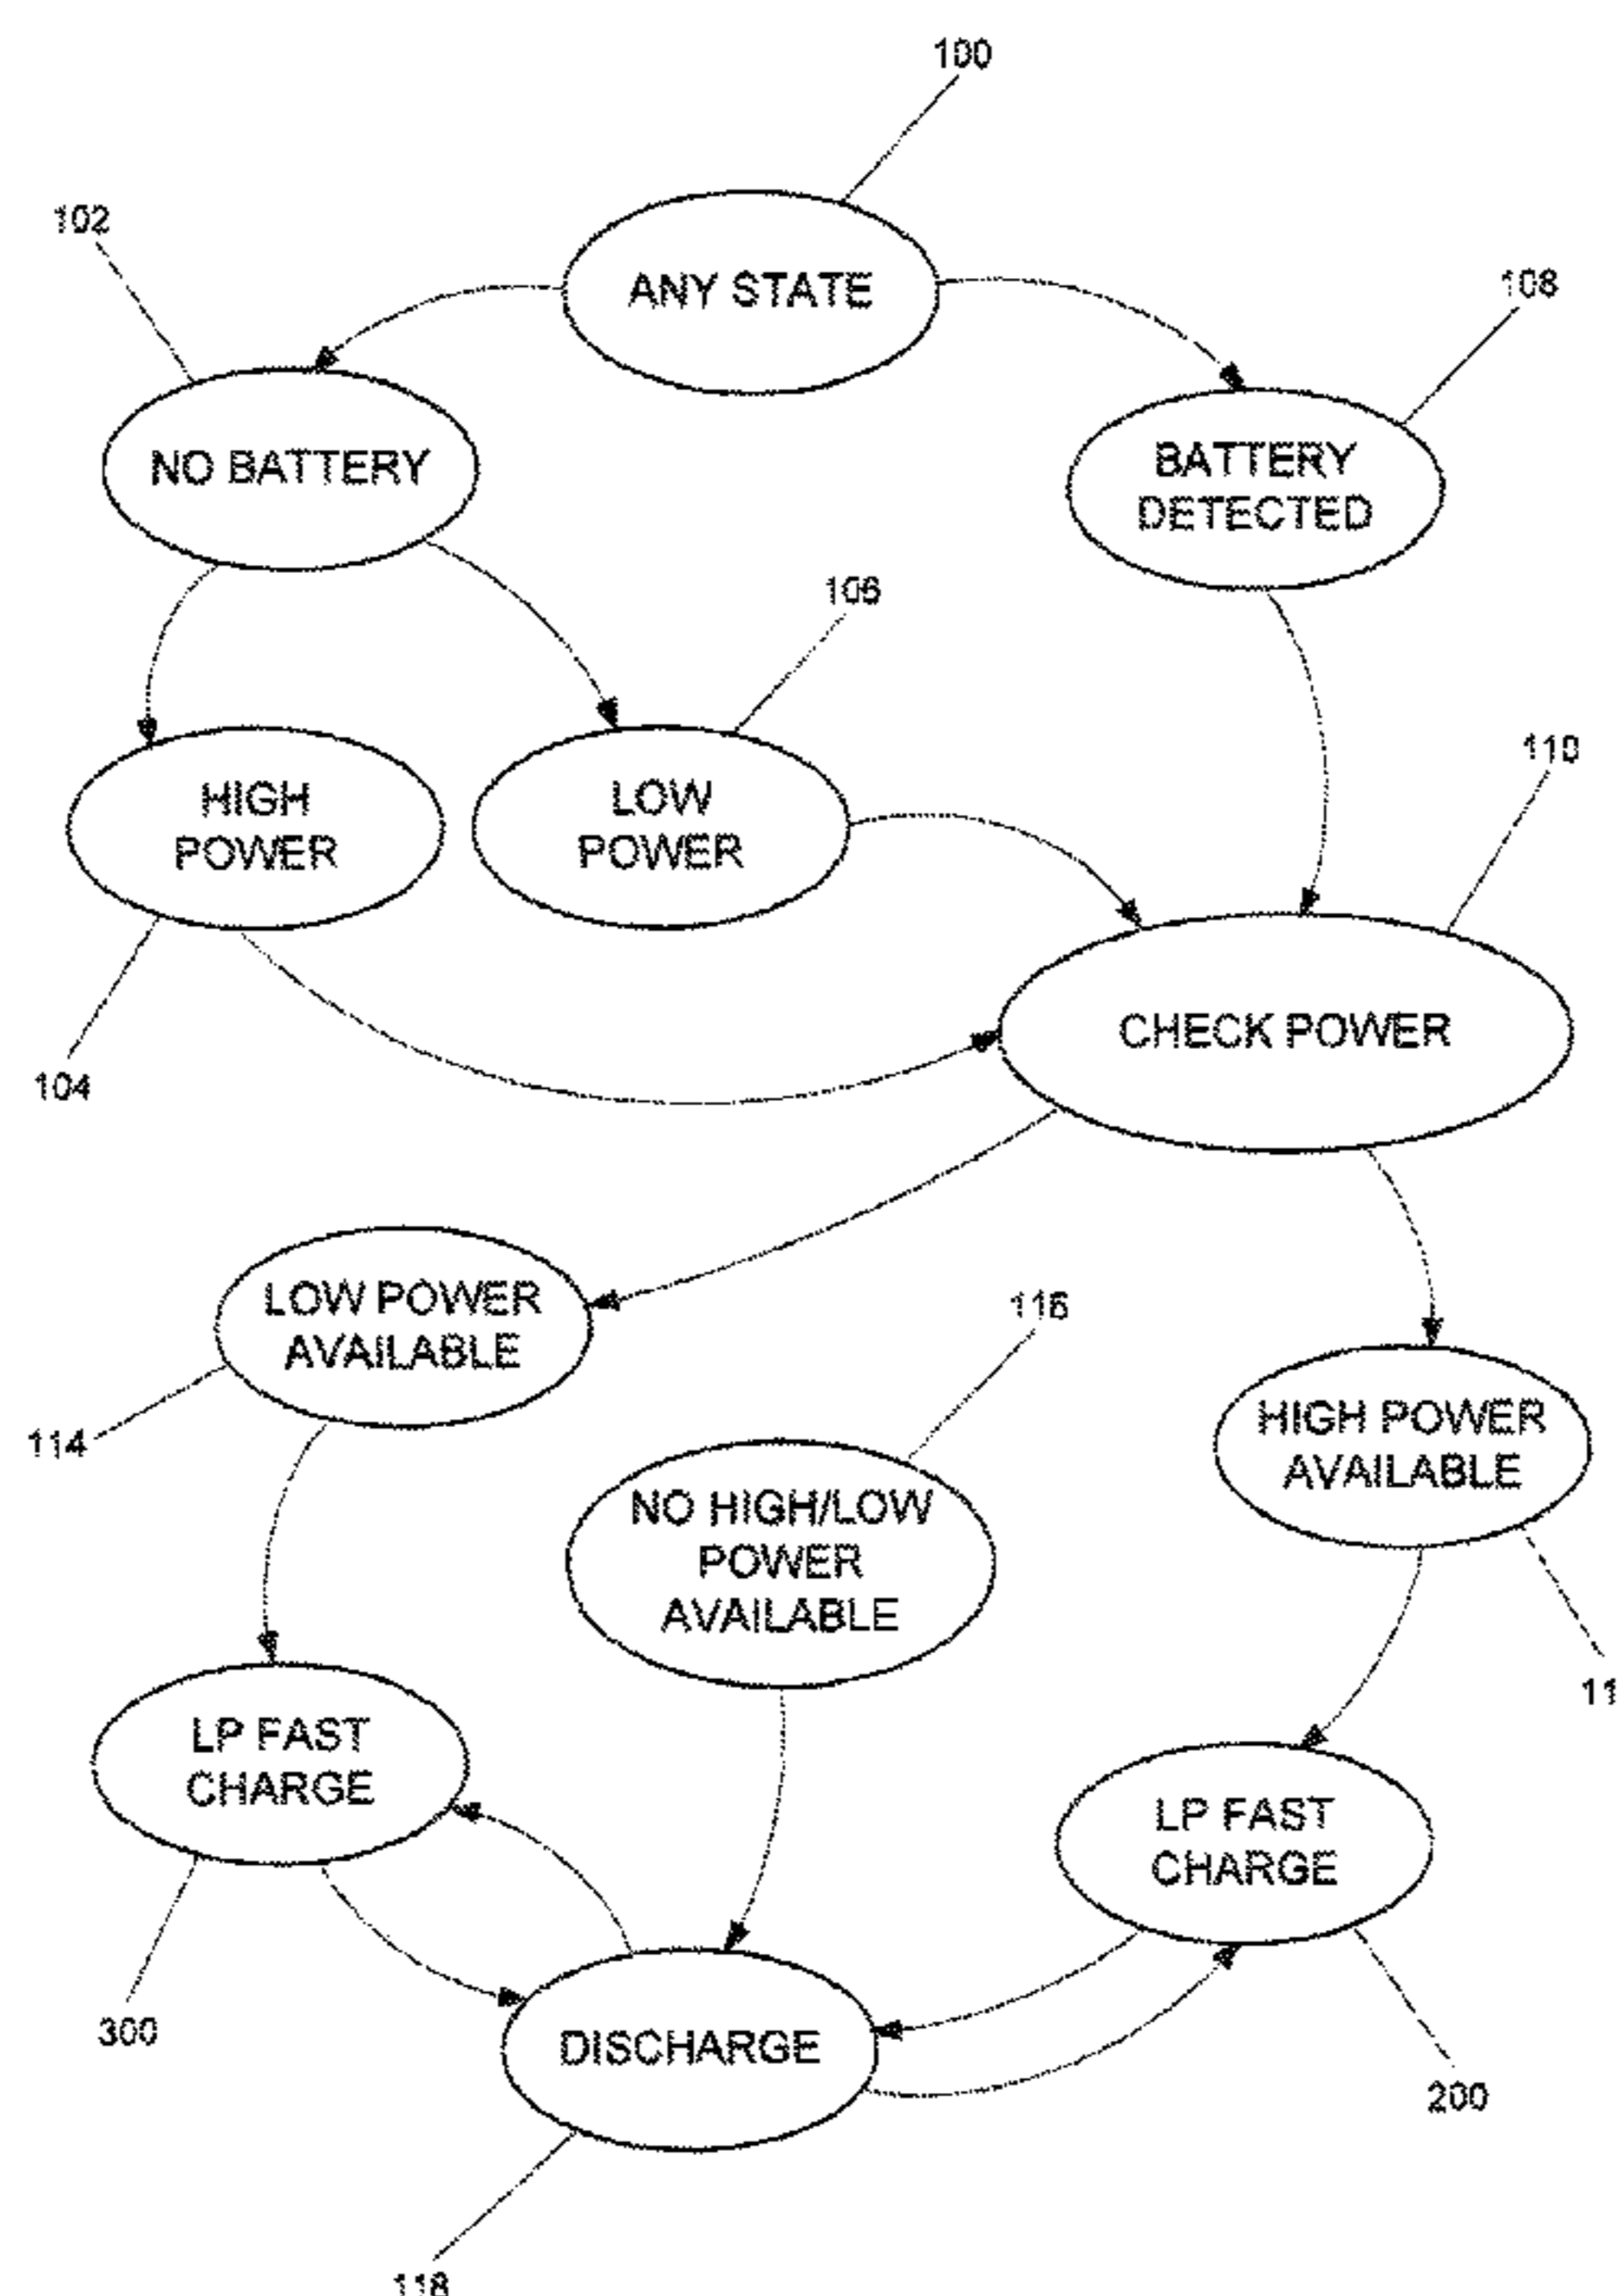 100
102
ANY STATE
108
NO BATTERY
BATTERY
DETECTED
106
110
HIGH
POWER
LOW
POWER
CHECK POWER
104
LOW POWER
AVAILABLE
116
114
HIGH POWER
AVAILABLE
NO HIGH/LOW
POWER
AVAILABLE
11
LP FAST
CHARGE
LP FAST
CHARGE
300
DISCHARGE
200
118